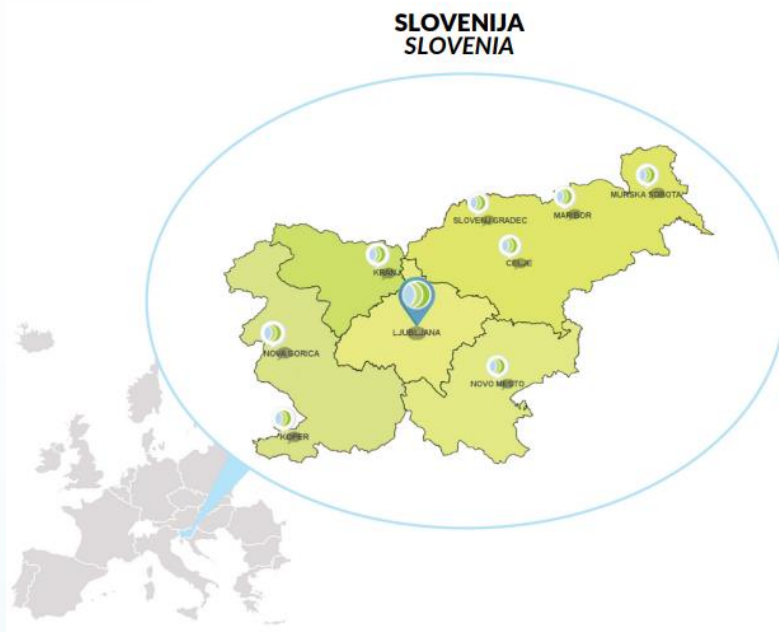 SLOVENIJA
SLOVENIA
MURSKA SOBOTA
SLOVENJ GRADEC
MARIBOR
CELJE
KRANJ
LJUBLJANA
NOVA GORICA
NOVO MESTO
KOPER